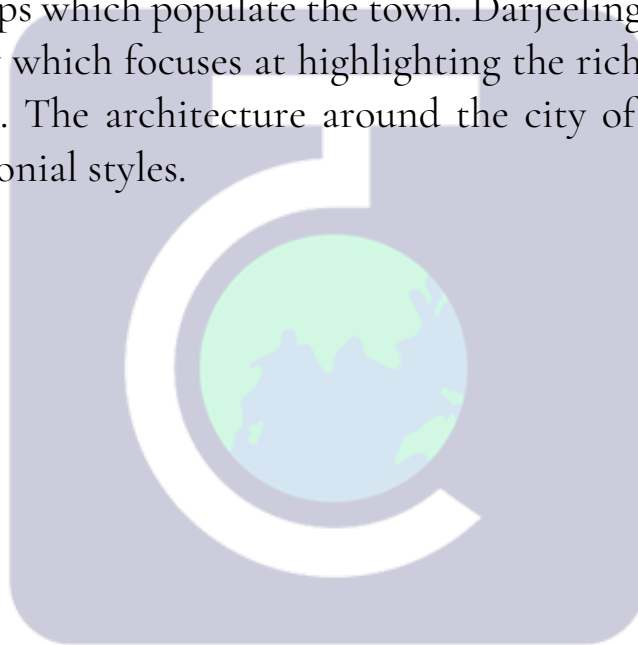 ps which populate the town. Darjeeling
which focuses at highlighting the rich
. The architecture around the city of
onial styles.